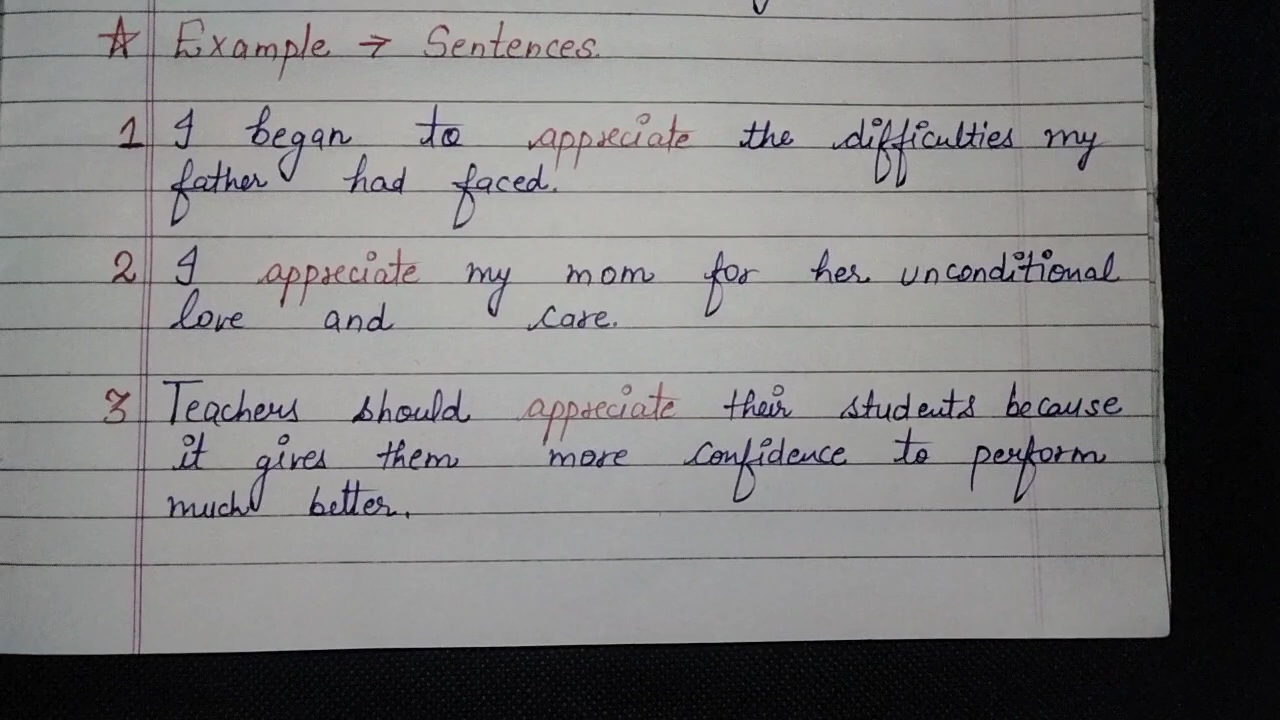 ☆ Example → Sentences.
1 I began to appreciate the difficulties my
father had faced.
2 I appreciate my mom for her unconditional
love and care.
3 Teachers should appreciate their students because
it gives them more confidence to perform
much better.